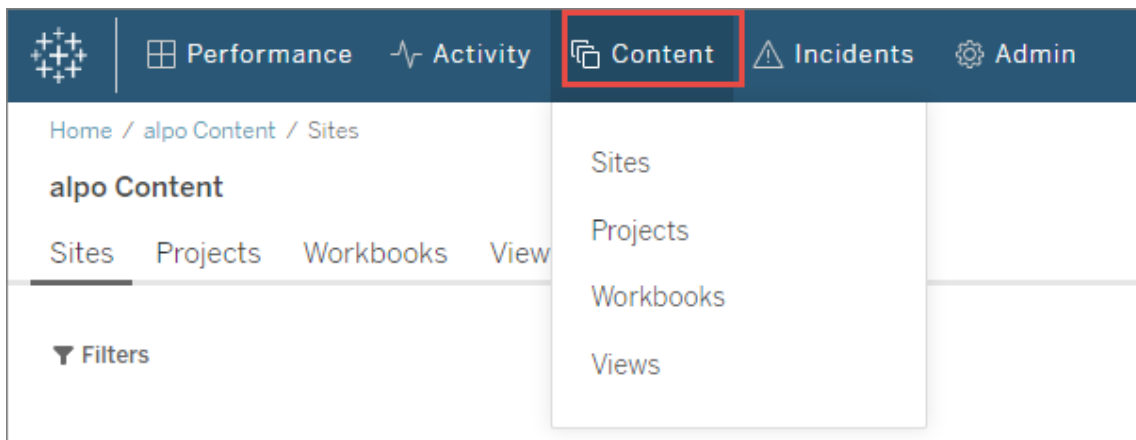 Performance Activity Content Incidents Admin
Home / alpo Content / Sites
alpo Content
Sites Projects Workbooks View
Filters
Sites
Projects
Workbooks
Views